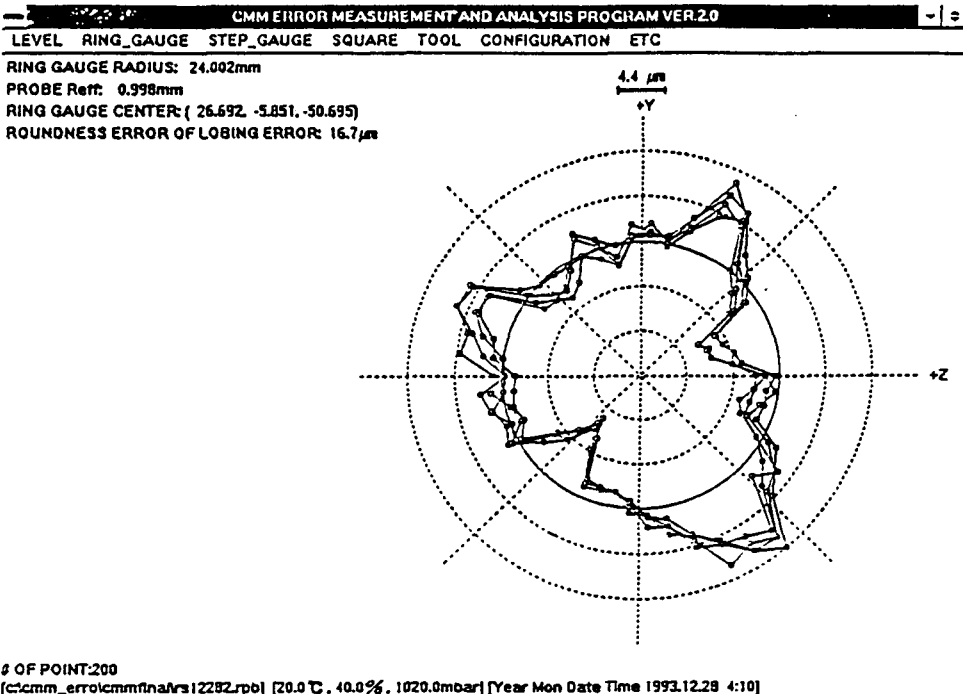 CMM ERROR MEASUREMENT AND ANALYSIS PROGRAM VER.2.0
LEVEL RING_GAUGE STEP_GAUGE SQUARE TOOL CONFIGURATION ETC
RING GAUGE RADIUS: 24.002mm
PROBE Reff: 0.998mm
RING GAUGE CENTER: ( 26.692, -5.851, -50.695)
ROUNDNESS ERROR OF LOBING ERROR: 16.7μm
4.4 μm
+Y
+Z
# OF POINT:200
[20.0℃, 40.0%, 1020.0mbar] [Year Mon Date Time 1993.12.28 4:10]